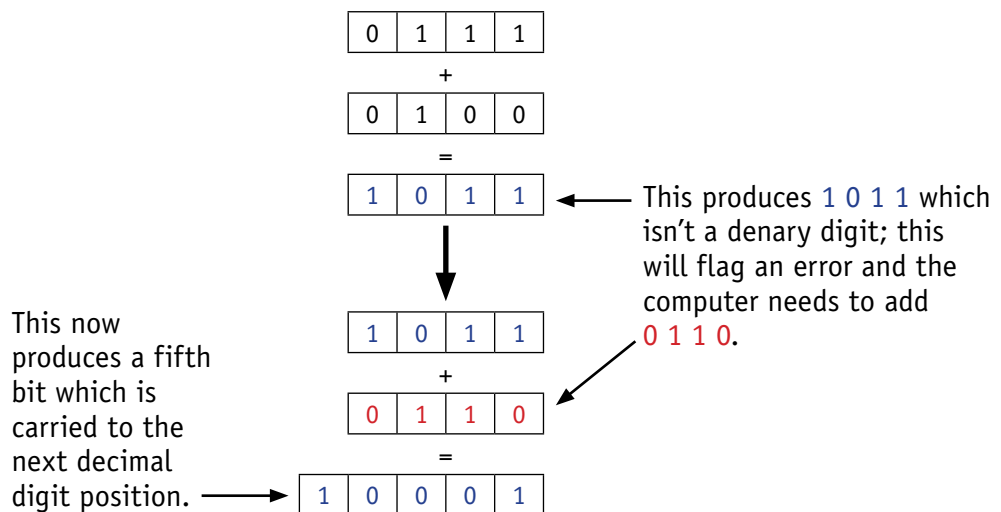 0 1 1 1
+
0 1 0 0
=
1 0 1 1
This produces 1 0 1 1 which
isn't a denary digit; this
will flag an error and the
computer needs to add
0 1 1 0.
1 0 1 1
+
0 1 1 0
=
1 0 0 0 1
This now
produces a fifth
bit which is
carried to the
next decimal
digit position.